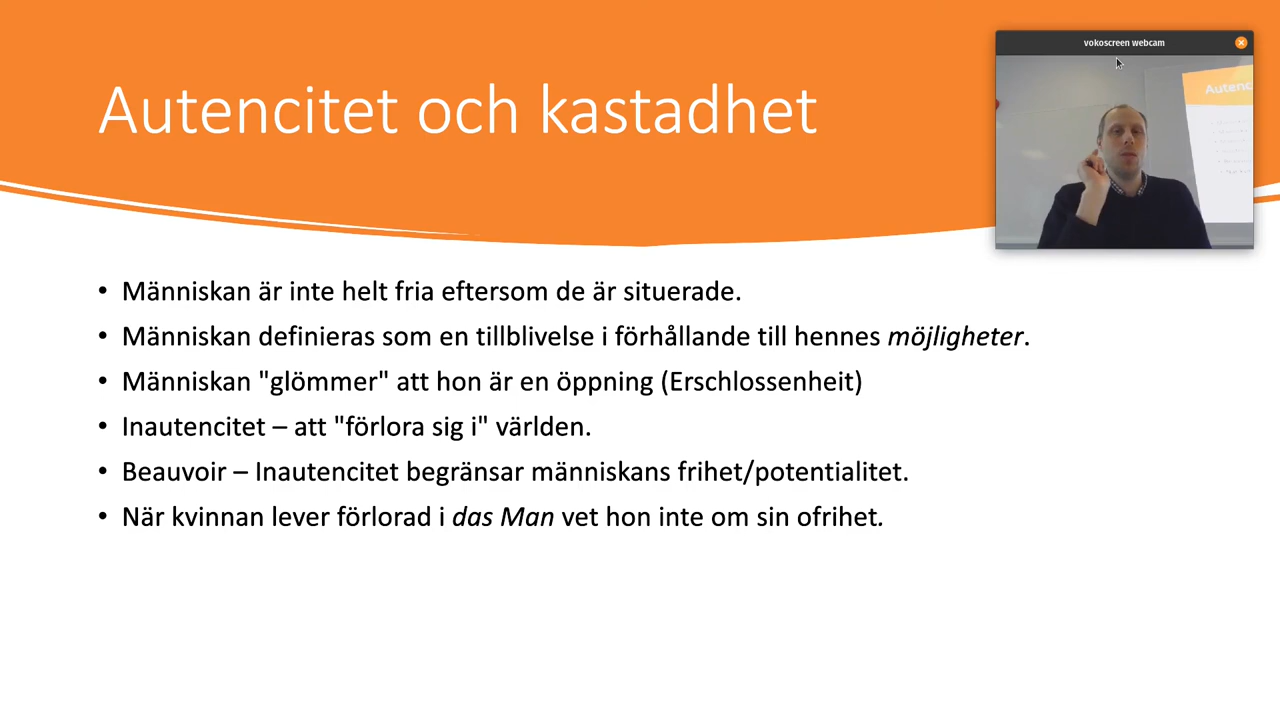 Autencitet och kastadhet
vokoscreen webcam
Autenc
• Människan är inte helt fria eftersom de är situerade.
• Människan definieras som en tillblivelse i förhållande till hennes möjligheter.
• Människan "glömmer" att hon är en öppning (Erschlossenheit)
• Inautencitet – att "förlora sig i" världen.
• Beauvoir – Inautencitet begränsar människans frihet/potentialitet.
• När kvinnan lever förlorad i das Man vet hon inte om sin ofrihet.